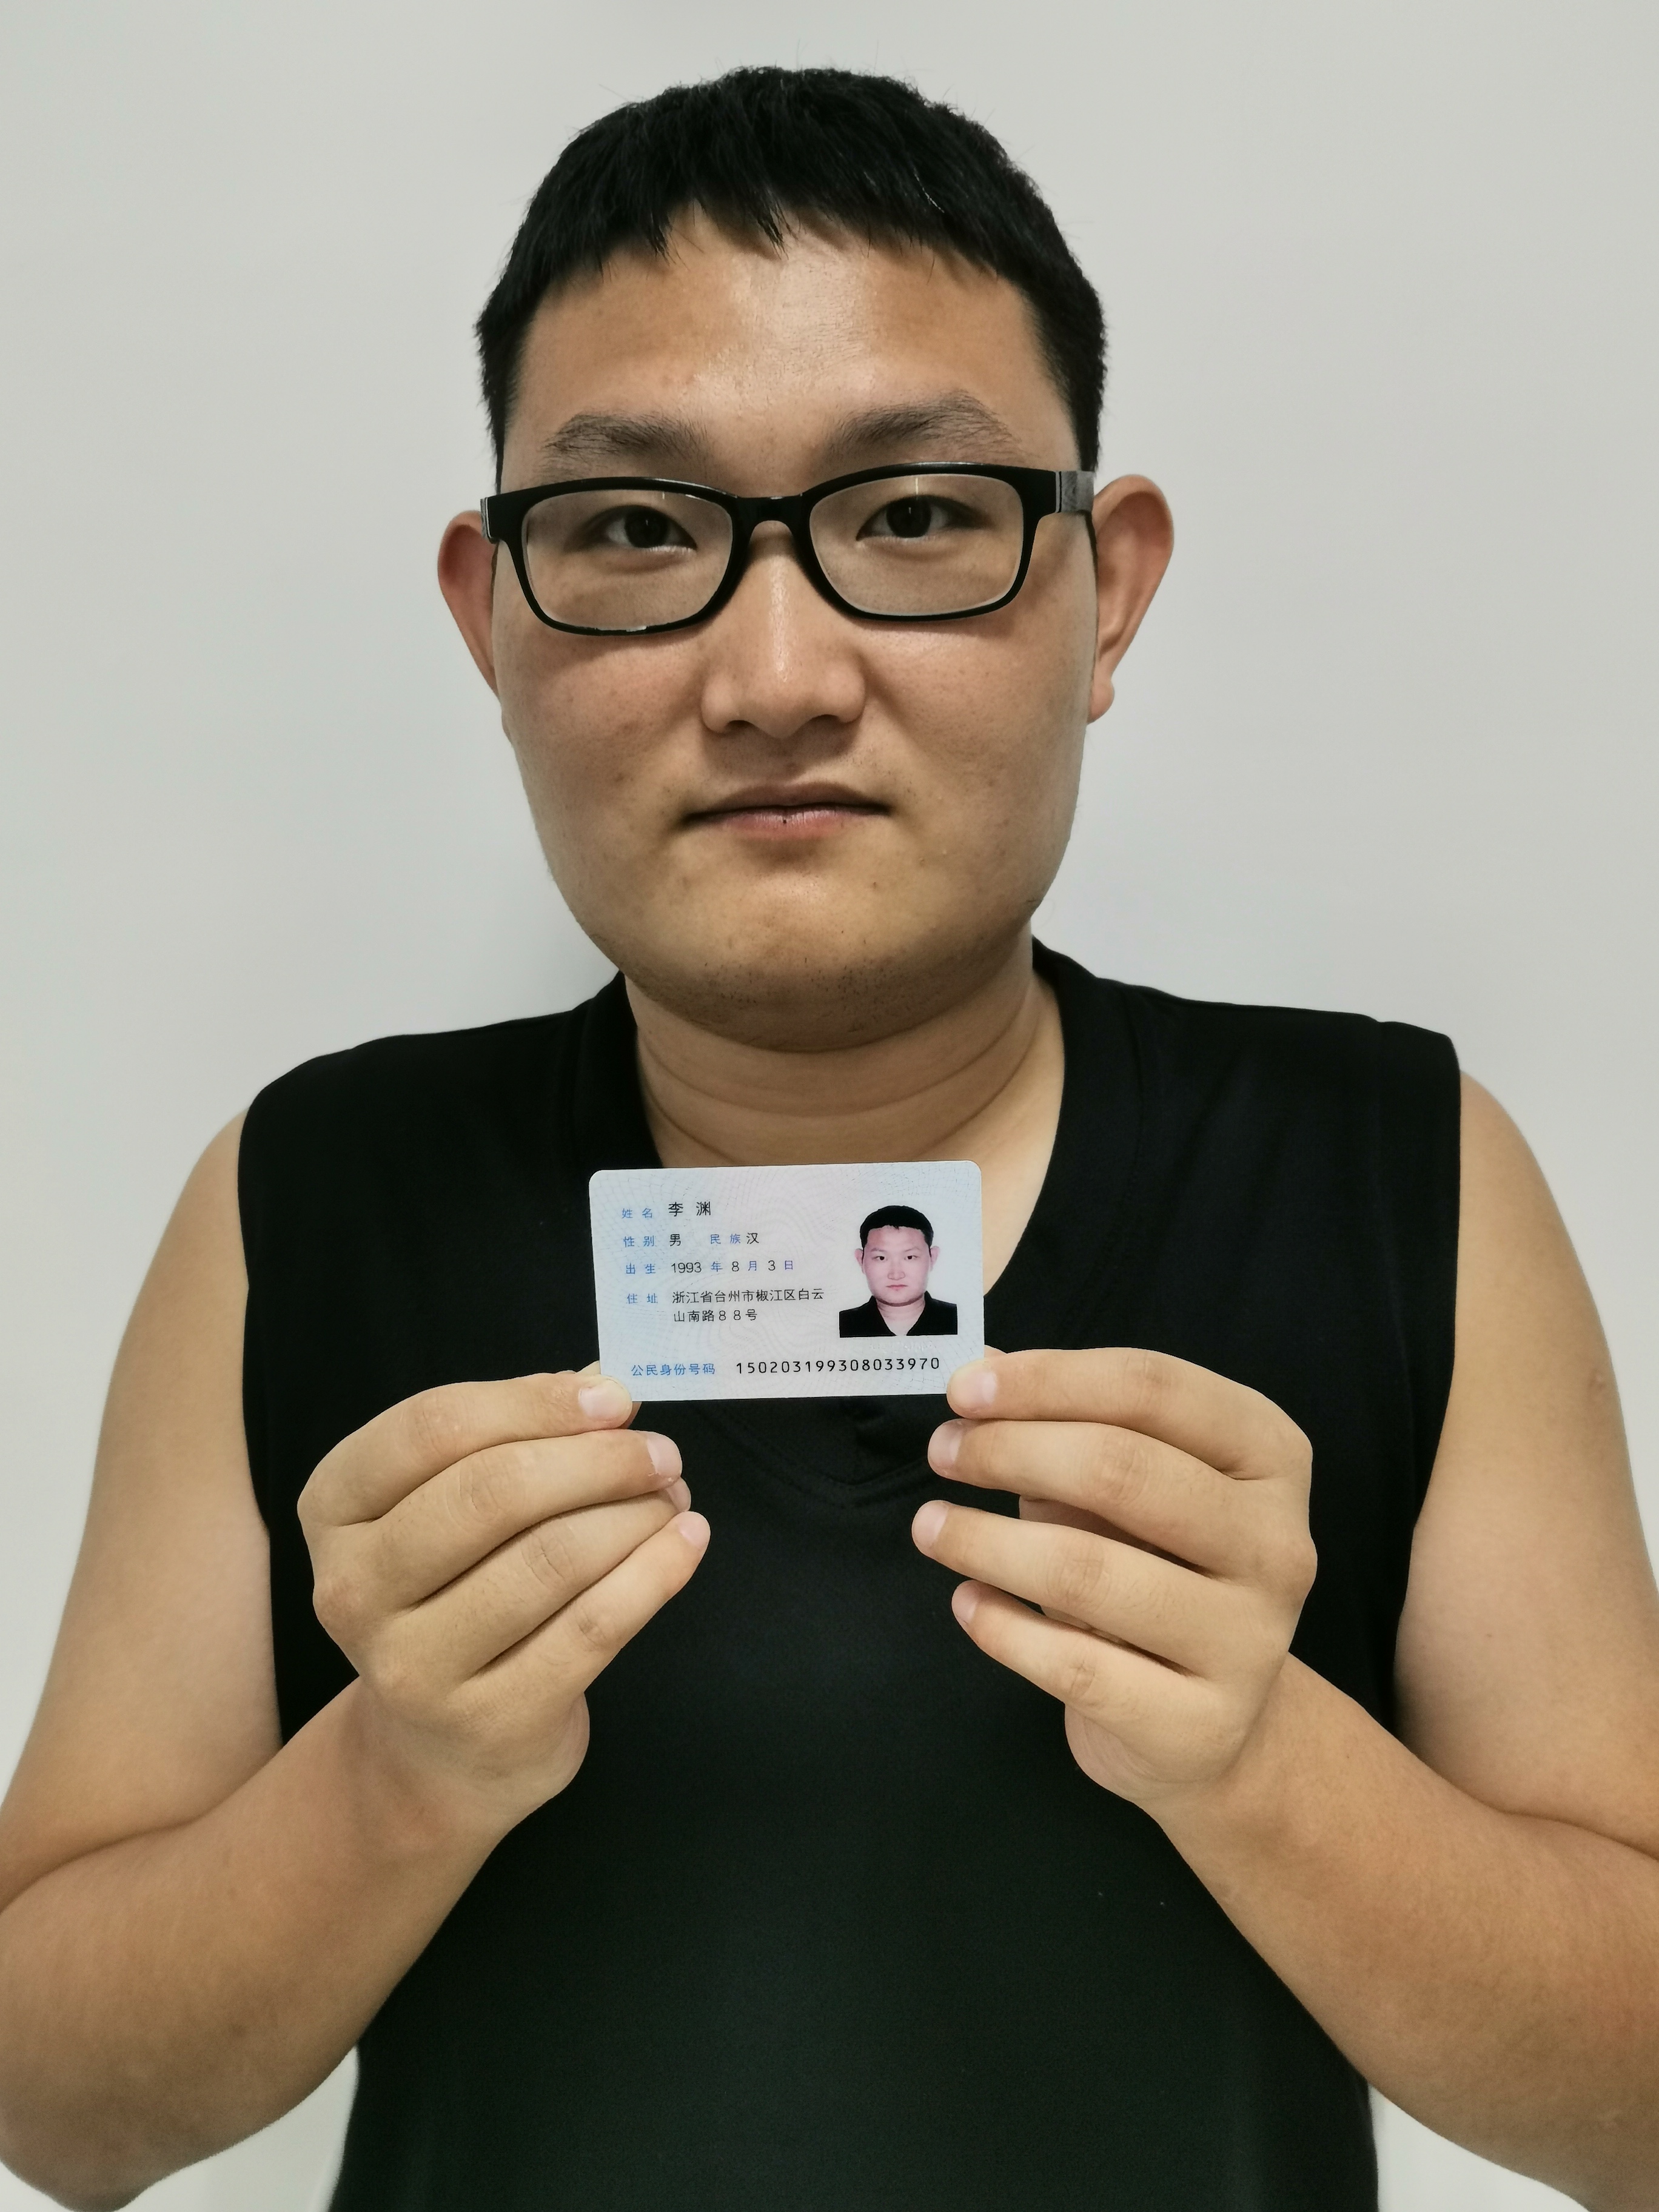 姓名 李渊
性别 男 民族 汉
出生 1993 年 8 月 3 日
住址 浙江省台州市椒江区白云
山南路88号
公民身份号码 150203199308033970